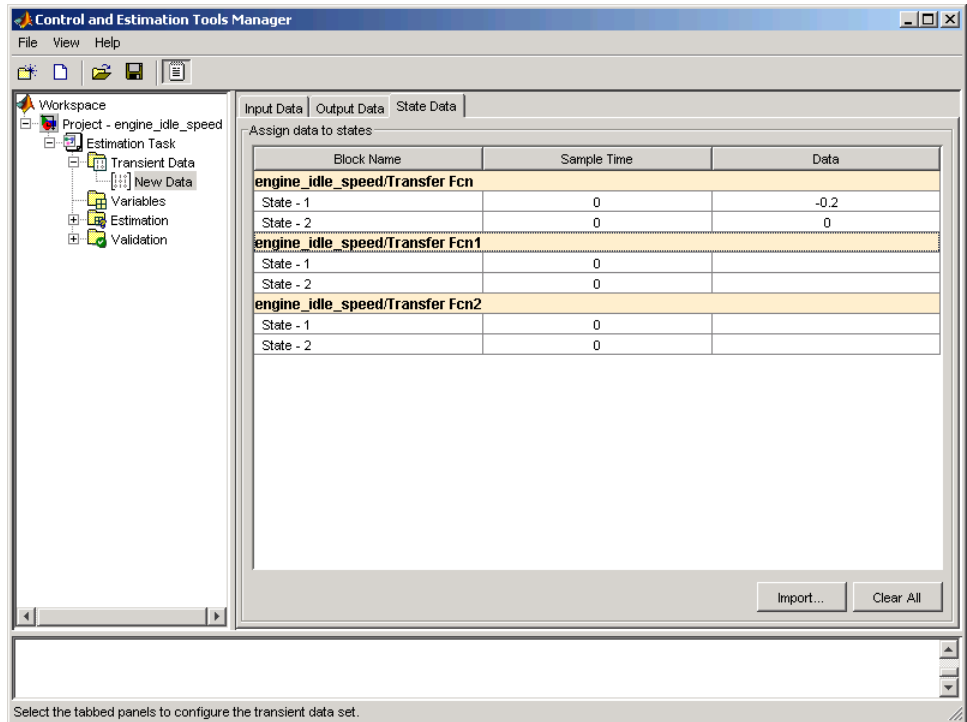 Control and Estimation Tools Manager
File View Help
Workspace
Project - engine_idle_speed
Estimation Task
Transient Data
New Data
Variables
Estimation
Validation
Input Data Output Data State Data
Assign data to states
Block Name Sample Time Data
engine_idle_speed/Transfer Fcn
State - 1 0 -0.2
State - 2 0 0
engine_idle_speed/Transfer Fcn1
State - 1 0
State - 2 0
engine_idle_speed/Transfer Fcn2
State - 1 0
State - 2 0
Import... Clear All
Select the tabbed panels to configure the transient data set.